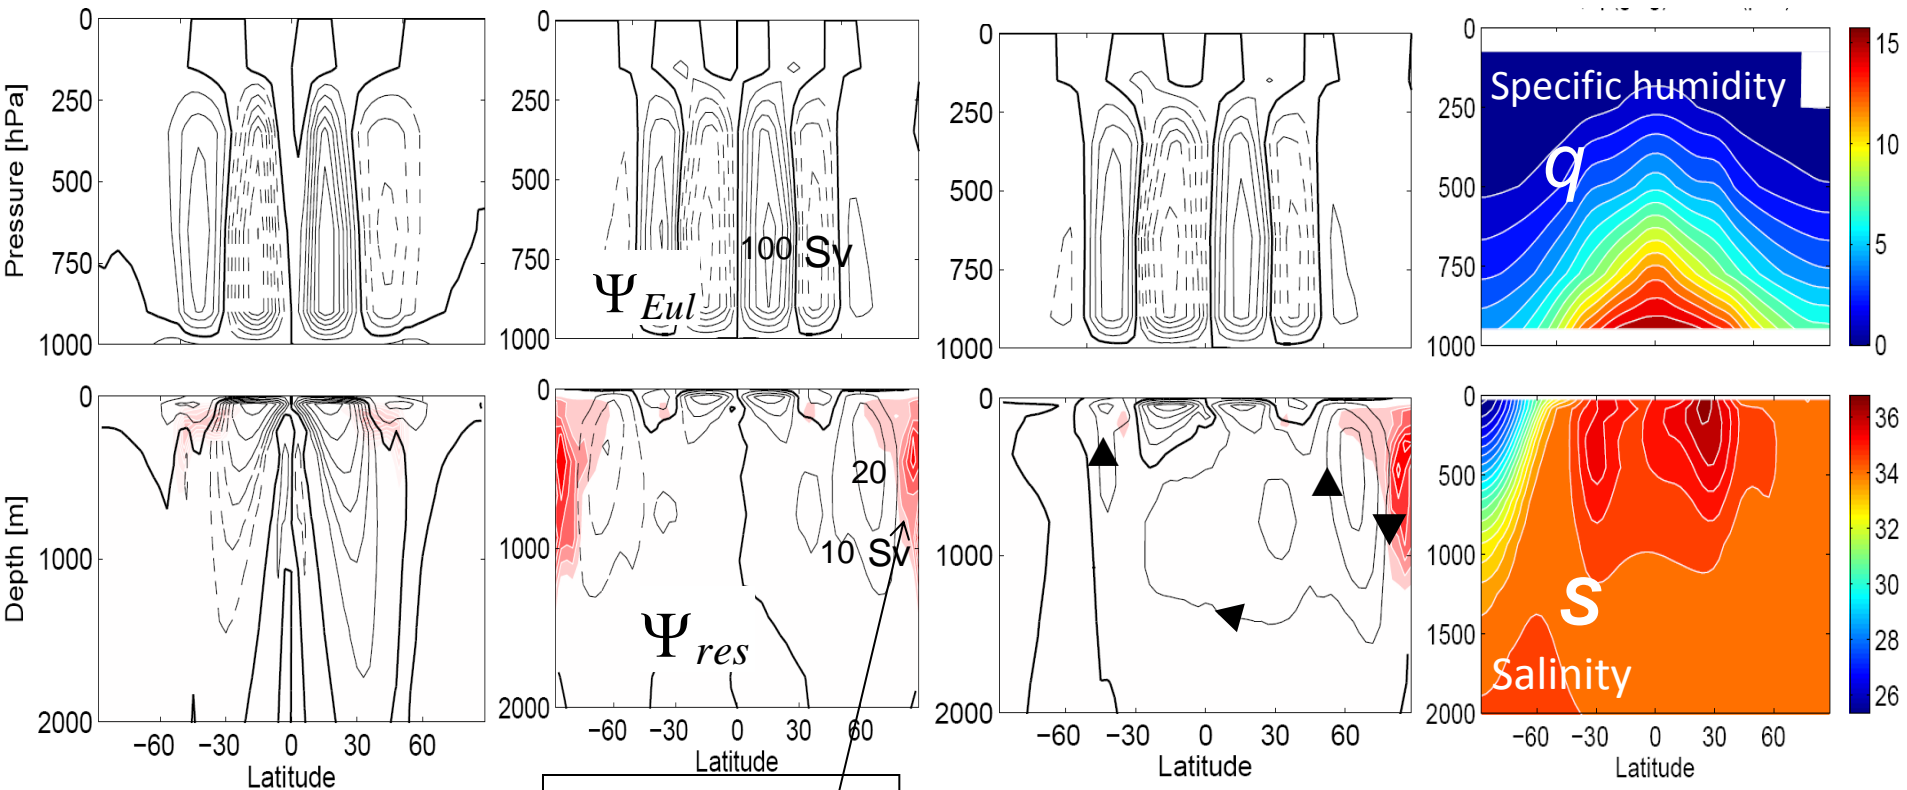 0
250
500
750
1000
Pressure [hPa]
0
250
500
750
1000
Ψ Eul
100 Sv
0
250
500
750
1000
0
250
500
750
1000
Specific humidity
q
15
10
5
0
0
1000
2000
Depth [m]
−60 −30 0 30 60
Latitude
0
1000
2000
20
10 Sv
Ψ res
−60 −30 0 30 60
Latitude
0
1000
2000
−60 −30 0 30 60
Latitude
0
500
1000
1500
2000
S
Salinity
36
34
32
30
28
26
−60 −30 0 30 60
Latitude